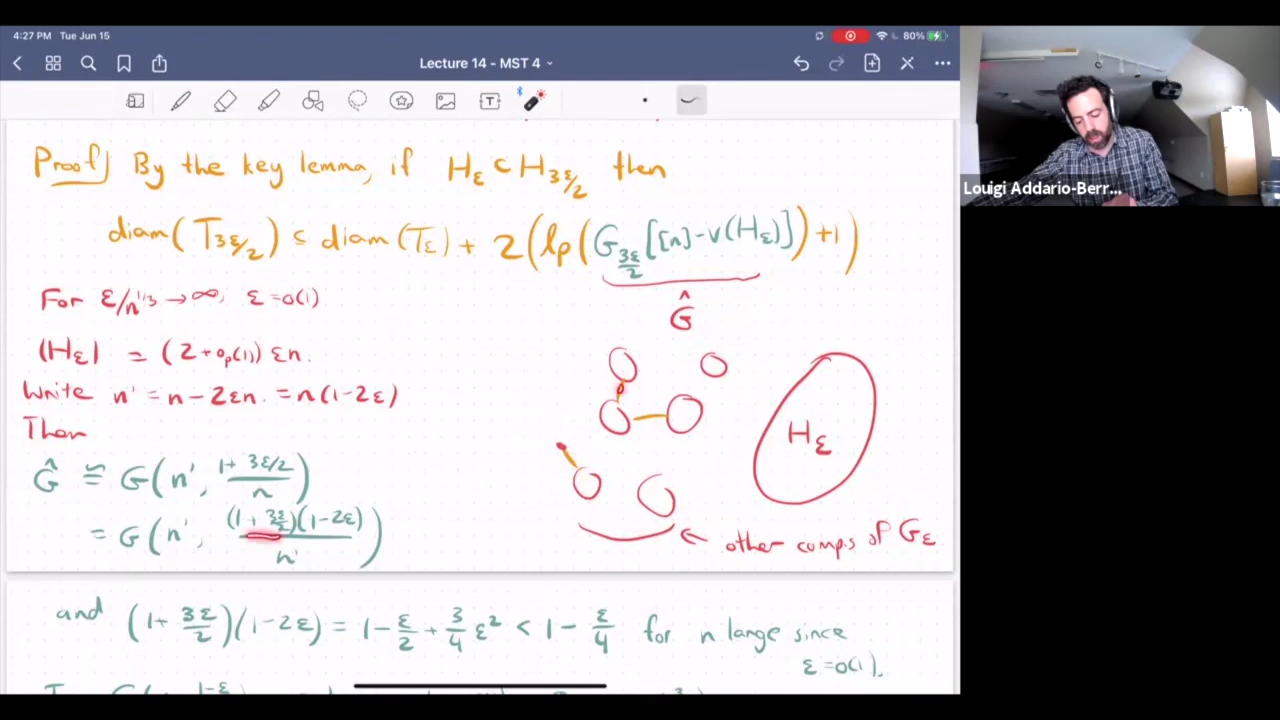 4:27 PM Tue Jun 15
80%
Lecture 14 - MST 4
Louigi Addario-Berr...
Proof) By the key lemma, if H_ε ⊂ H_{3ε/2} then
diam(T_{3ε/2}) ≤ diam(T_ε) + 2(lp(G_{3ε/2}[[n]-v(H_ε)])+1)
Ĝ
For ε/n^{1/3} → ∞, ε=o(1)
|H_ε| = (2+o_p(1)) εn.
Write n' = n-2εn. = n(1-2ε)
Then
Ĝ ≅ G(n', (1+3ε/2)/n)
= G(n', (1+3ε/2)(1-2ε)/n')
H_ε
← other comps of G_ε
and (1+3ε/2)(1-2ε) = 1-ε/2+3/4 ε² < 1-ε/4 for n large since
ε=o(1).